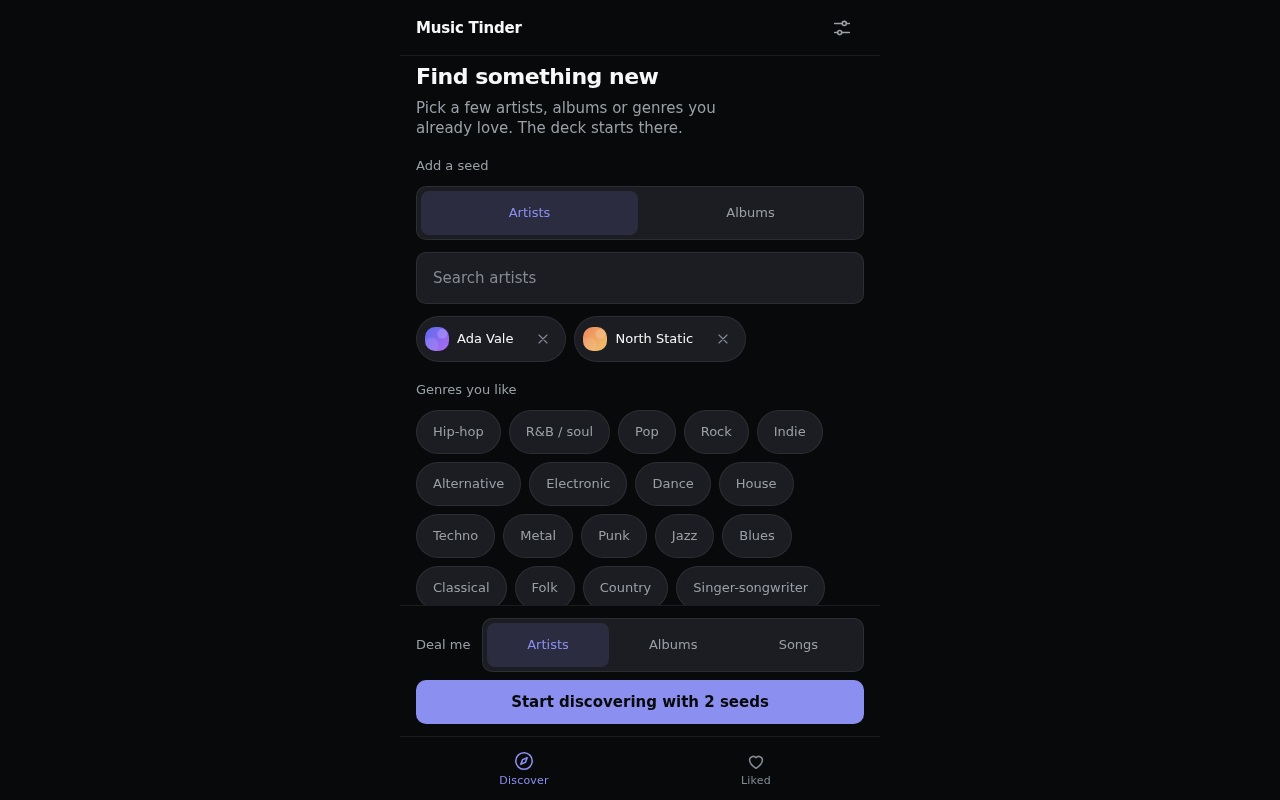 Music Tinder
Find something new
Pick a few artists, albums or genres you
already love. The deck starts there.
Add a seed
Artists
Albums
Search artists
Ada Vale
North Static
Genres you like
Hip-hop
R&B / soul
Pop
Rock
Indie
Alternative
Electronic
Dance
House
Techno
Metal
Punk
Jazz
Blues
Classical
Folk
Country
Singer-songwriter
Deal me
Artists
Albums
Songs
Start discovering with 2 seeds
Discover
Liked